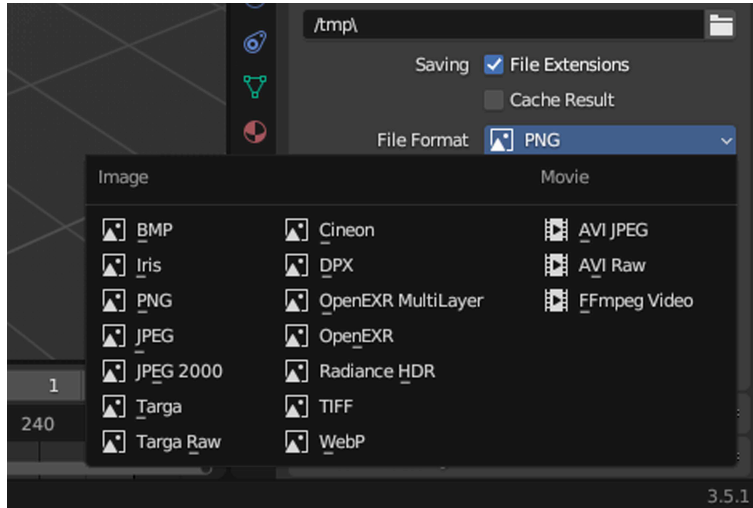 /tmp\
Saving File Extensions
Cache Result
File Format PNG
Image Movie
BMP Cineon AVI JPEG
Iris DPX AVI Raw
PNG OpenEXR MultiLayer FFmpeg Video
JPEG OpenEXR
JPEG 2000 Radiance HDR
Targa TIFF
Targa Raw WebP
1
240
3.5.1